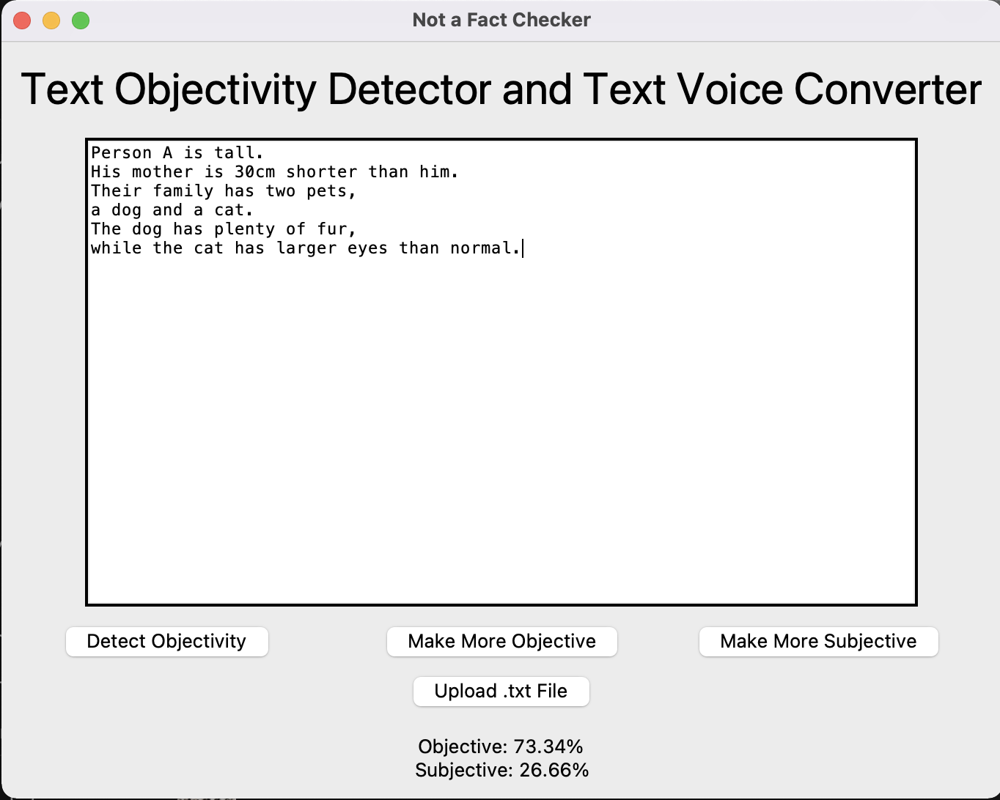 Not a Fact Checker
Text Objectivity Detector and Text Voice Converter
Person A is tall.
His mother is 30cm shorter than him.
Their family has two pets,
a dog and a cat.
The dog has plenty of fur,
while the cat has larger eyes than normal.
Detect Objectivity
Make More Objective
Make More Subjective
Upload .txt File
Objective: 73.34%
Subjective: 26.66%